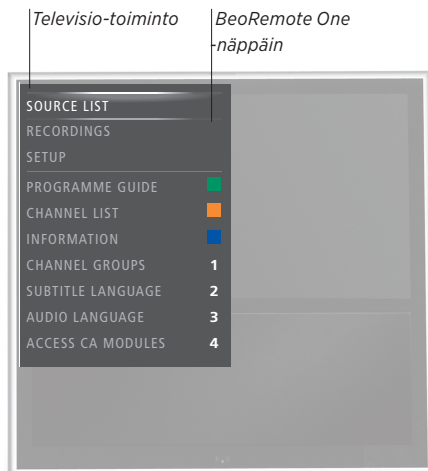 Televisio-toiminto
BeoRemote One
-näppäin
SOURCE LIST
RECORDINGS
SETUP
PROGRAMME GUIDE
CHANNEL LIST
INFORMATION
CHANNEL GROUPS 1
SUBTITLE LANGUAGE 2
AUDIO LANGUAGE 3
ACCESS CA MODULES 4